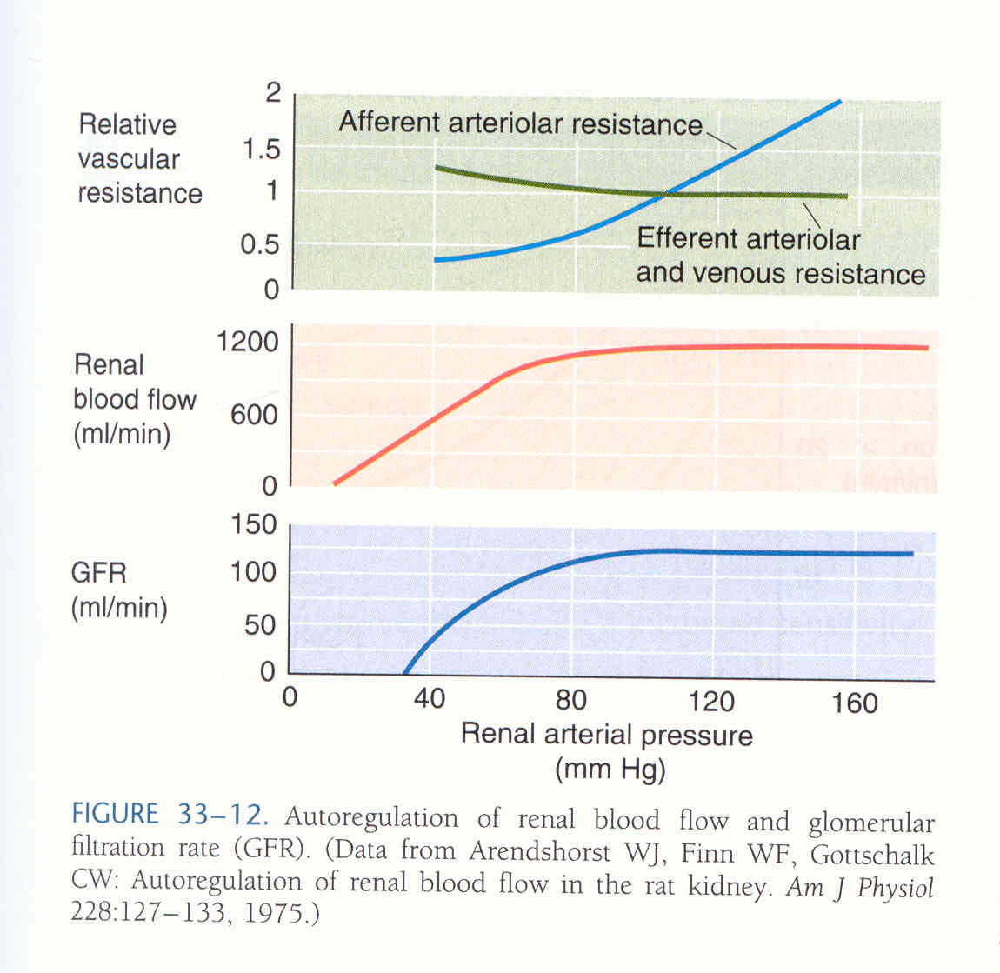 2
Relative
vascular
resistance
Afferent arteriolar resistance
1.5
1
0.5
0
Efferent arteriolar
and venous resistance
1200
Renal
blood flow
(ml/min)
600
0
150
GFR
(ml/min)
100
50
0
0 40 80 120 160
Renal arterial pressure
(mm Hg)
FIGURE 33–12. Autoregulation of renal blood flow and glomerular
filtration rate (GFR). (Data from Arendshorst WJ, Finn WF, Gottschalk
CW: Autoregulation of renal blood flow in the rat kidney. Am J Physiol
228:127–133, 1975.)